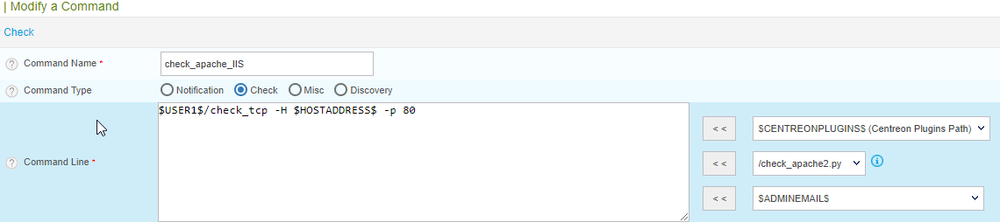 | Modify a Command
Check
? Command Name *
check_apache_IIS
? Command Type
Notification Check Misc Discovery
? Command Line *
$USER1$/check_tcp -H $HOSTADDRESS$ -p 80
<< $CENTREONPLUGINS$ (Centreon Plugins Path)
<< /check_apache2.py i
<< $ADMINEMAIL$